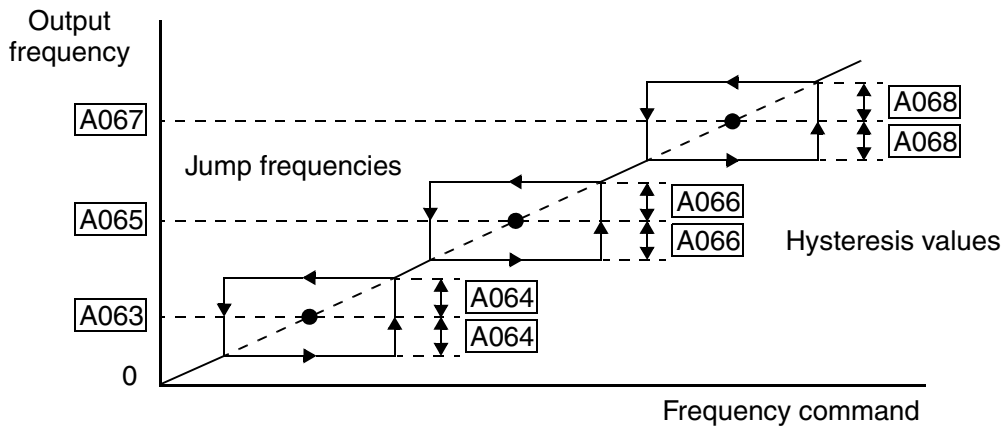 Output
frequency
A067
A068
A068
Jump frequencies
A065
A066
A066
Hysteresis values
A063
A064
A064
0
Frequency command